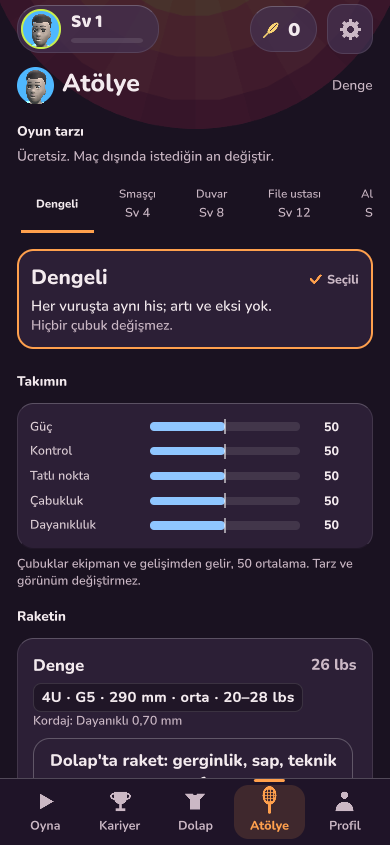 Sv 1
0
Atölye
Denge
Oyun tarzı
Ücretsiz. Maç dışında istediğin an değiştir.
Dengeli
Smaşçı
Sv 4
Duvar
Sv 8
File ustası
Sv 12
Al
S
Dengeli
Seçili
Her vuruşta aynı his; artı ve eksi yok.
Hiçbir çubuk değişmez.
Takımın
Güç 50
Kontrol 50
Tatlı nokta 50
Çabukluk 50
Dayanıklılık 50
Çubuklar ekipman ve gelişimden gelir, 50 ortalama. Tarz ve
görünüm değiştirmez.
Raketin
Denge 26 lbs
4U · G5 · 290 mm · orta · 20–28 lbs
Kordaj: Dayanıklı 0,70 mm
Dolap'ta raket: gerginlik, sap, teknik
Oyna
Kariyer
Dolap
Atölye
Profil